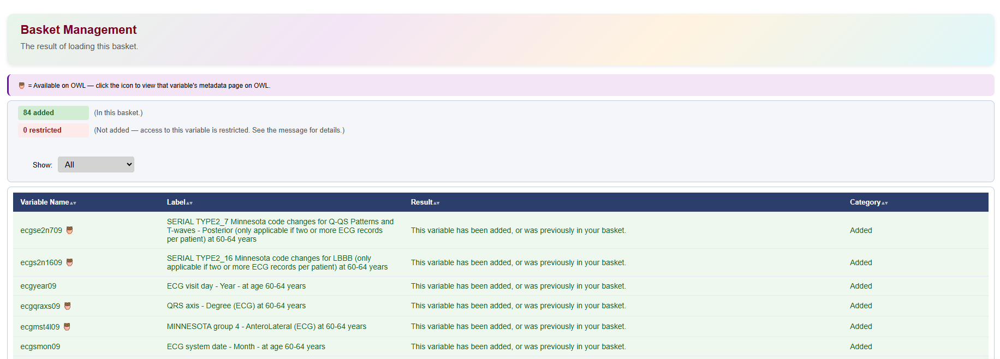 Basket Management
The result of loading this basket.
= Available on OWL — click the icon to view that variable's metadata page on OWL.
84 added (In this basket.)
0 restricted (Not added — access to this variable is restricted. See the message for details.)
Show: All
Variable Name▲▼ Label▲▼ Result▲▼ Category▲▼
ecgse2n709 SERIAL TYPE2_7 Minnesota code changes for Q-QS Patterns and
T-waves - Posterior (only applicable if two or more ECG records
per patient) at 60-64 years
This variable has been added, or was previously in your basket. Added
ecgs2n1609 SERIAL TYPE2_16 Minnesota code changes for LBBB (only
applicable if two or more ECG records per patient) at 60-64 years
This variable has been added, or was previously in your basket. Added
ecgyear09 ECG visit day - Year - at age 60-64 years This variable has been added, or was previously in your basket. Added
ecgqraxs09 QRS axis - Degree (ECG) at 60-64 years This variable has been added, or was previously in your basket. Added
ecgmst4l09 MINNESOTA group 4 - AnteroLateral (ECG) at 60-64 years This variable has been added, or was previously in your basket. Added
ecgsmon09 ECG system date - Month - at age 60-64 years This variable has been added, or was previously in your basket. Added